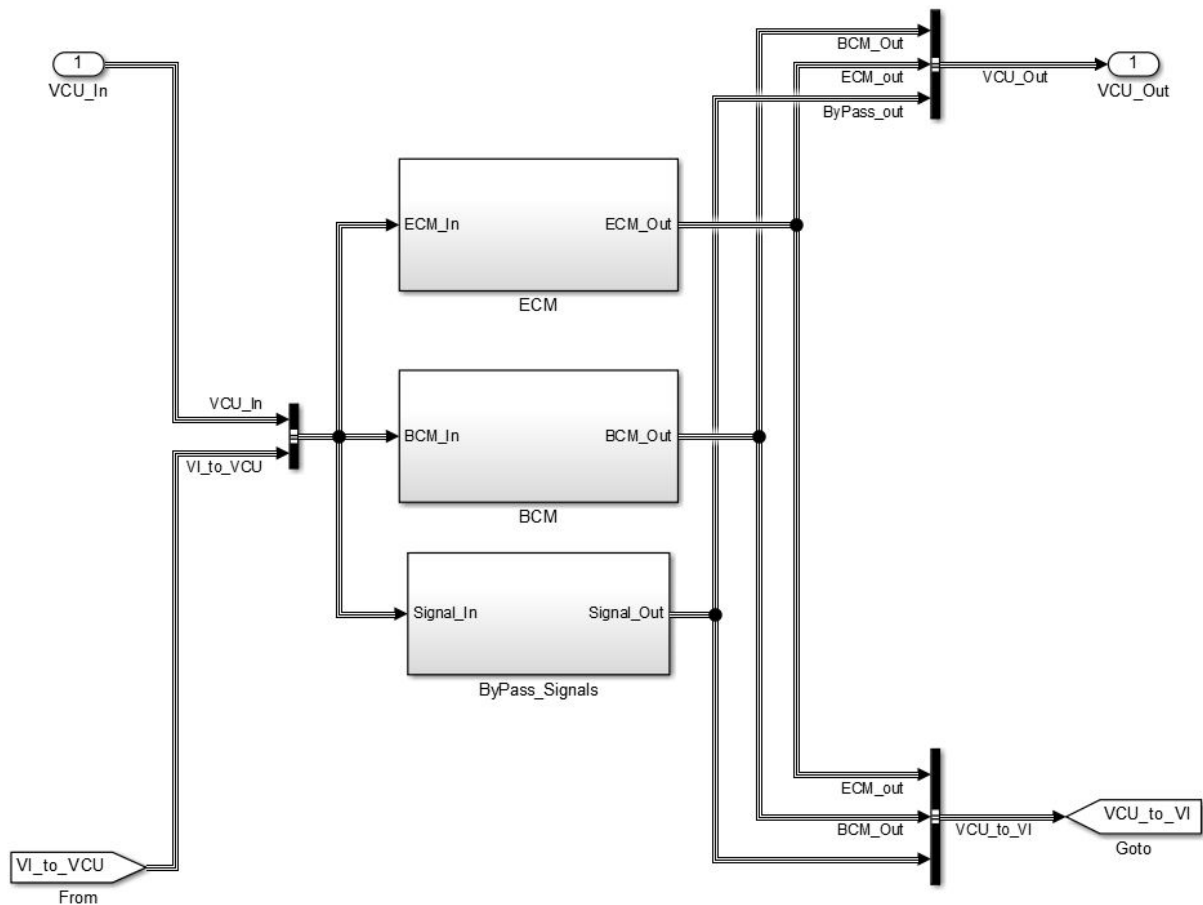 BCM_Out
1
ECM_out
VCU_Out
1
VCU_In
VCU_Out
ByPass_out
ECM_In
ECM_Out
ECM
VCU_In
BCM_In
BCM_Out
VI_to_VCU
BCM
Signal_In
Signal_Out
ByPass_Signals
ECM_out
VCU_to_VI
BCM_Out
VCU_to_VI
Goto
VI_to_VCU
From